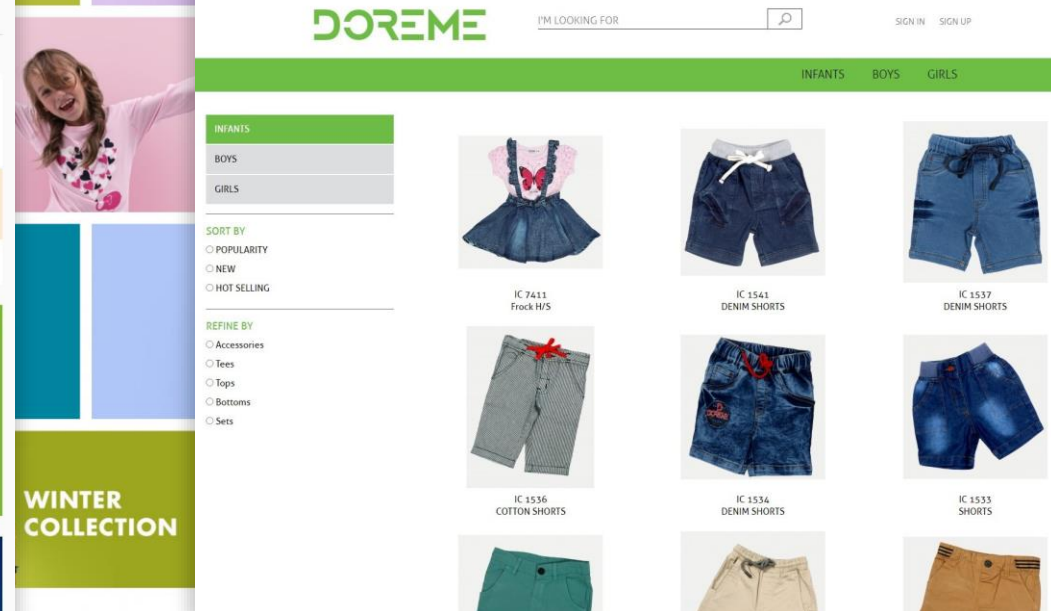 DOREME
I'M LOOKING FOR
SIGN IN SIGN UP
INFANTS BOYS GIRLS
INFANTS
BOYS
GIRLS
SORT BY
POPULARITY
NEW
HOT SELLING
REFINE BY
Accessories
Tees
Tops
Bottoms
Sets
IC 7411
Frock H/S
IC 1541
DENIM SHORTS
IC 1537
DENIM SHORTS
IC 1536
COTTON SHORTS
IC 1534
DENIM SHORTS
IC 1533
SHORTS
WINTER
COLLECTION